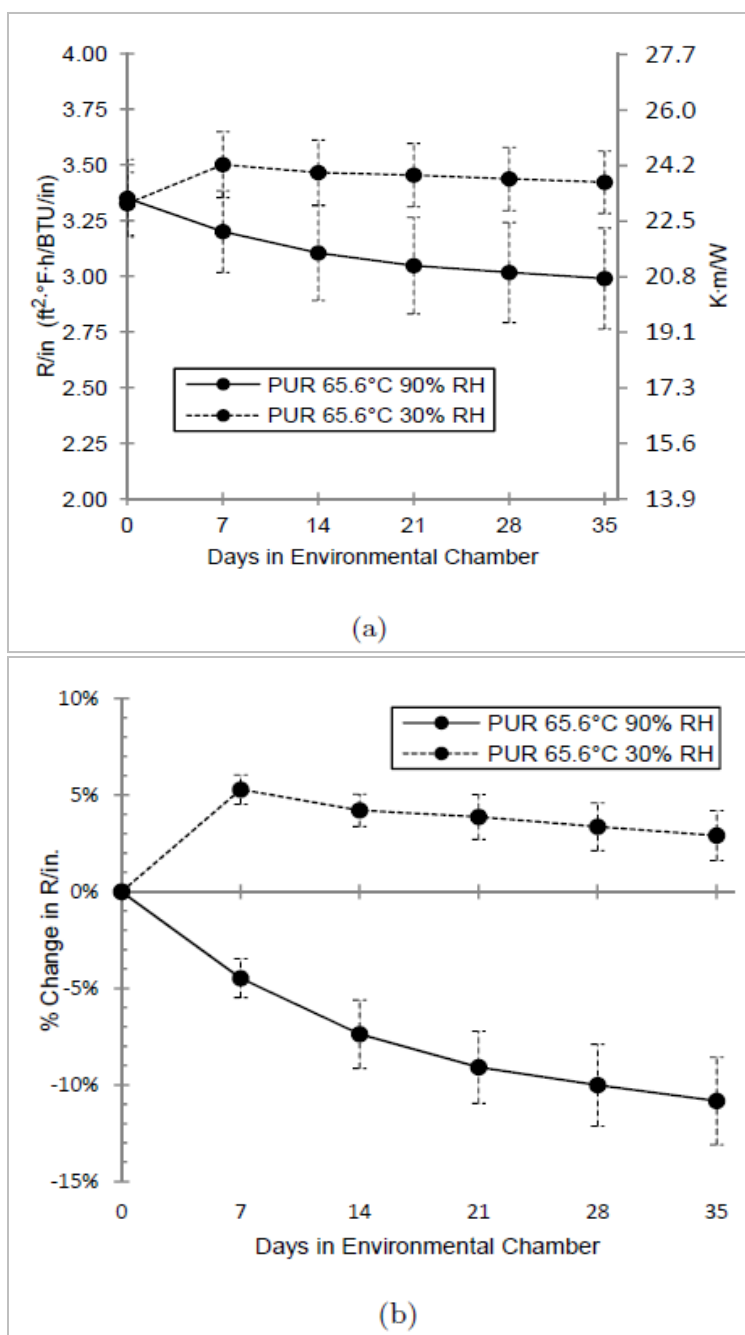 4.00
3.75
3.50
3.25
3.00
2.75
2.50
2.25
2.00
R/in (ft²·°F·h/BTU/in)
27.7
26.0
24.2
22.5
20.8
19.1
17.3
15.6
13.9
K·m/W
PUR 65.6°C 90% RH
PUR 65.6°C 30% RH
0 7 14 21 28 35
Days in Environmental Chamber
(a)
10%
5%
0%
-5%
-10%
-15%
% Change in R/in.
PUR 65.6°C 90% RH
PUR 65.6°C 30% RH
0 7 14 21 28 35
Days in Environmental Chamber
(b)